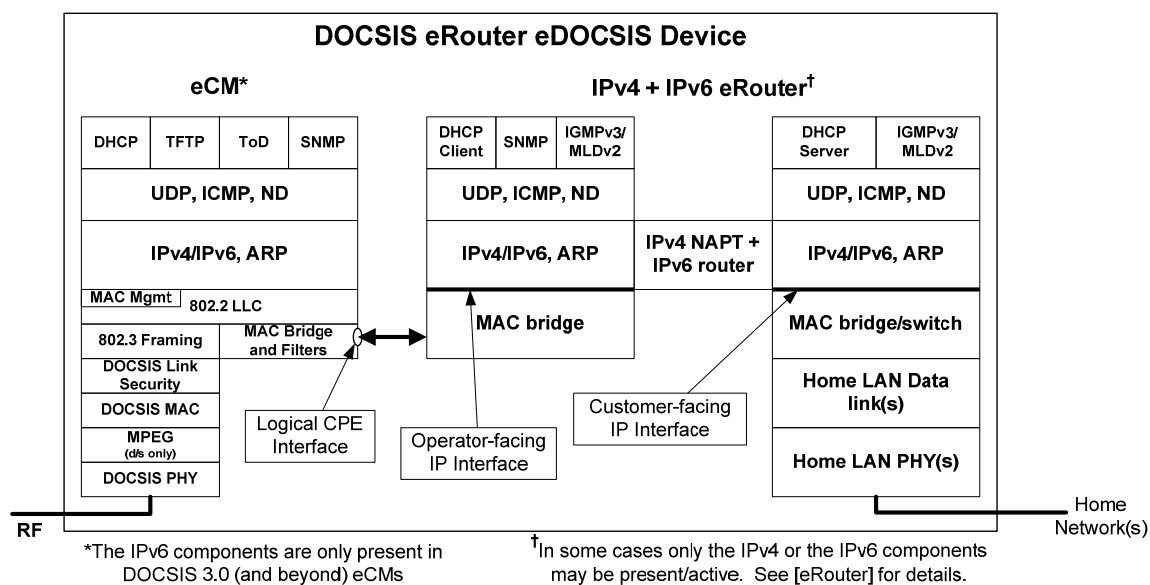 DOCSIS eRouter eDOCSIS Device
eCM*
IPv4 + IPv6 eRouter†
DHCP
TFTP
ToD
SNMP
UDP, ICMP, ND
IPv4/IPv6, ARP
MAC Mgmt
802.2 LLC
802.3 Framing
MAC Bridge
and Filters
DOCSIS Link
Security
DOCSIS MAC
MPEG
(d/s only)
DOCSIS PHY
RF
Logical CPE
Interface
DHCP
Client
SNMP
IGMPv3/
MLDv2
UDP, ICMP, ND
IPv4/IPv6, ARP
MAC bridge
Operator-facing
IP Interface
IPv4 NAPT +
IPv6 router
Customer-facing
IP Interface
DHCP
Server
IGMPv3/
MLDv2
UDP, ICMP, ND
IPv4/IPv6, ARP
MAC bridge/switch
Home LAN Data
link(s)
Home LAN PHY(s)
Home
Network(s)
*The IPv6 components are only present in
DOCSIS 3.0 (and beyond) eCMs
†In some cases only the IPv4 or the IPv6 components
may be present/active. See [eRouter] for details.